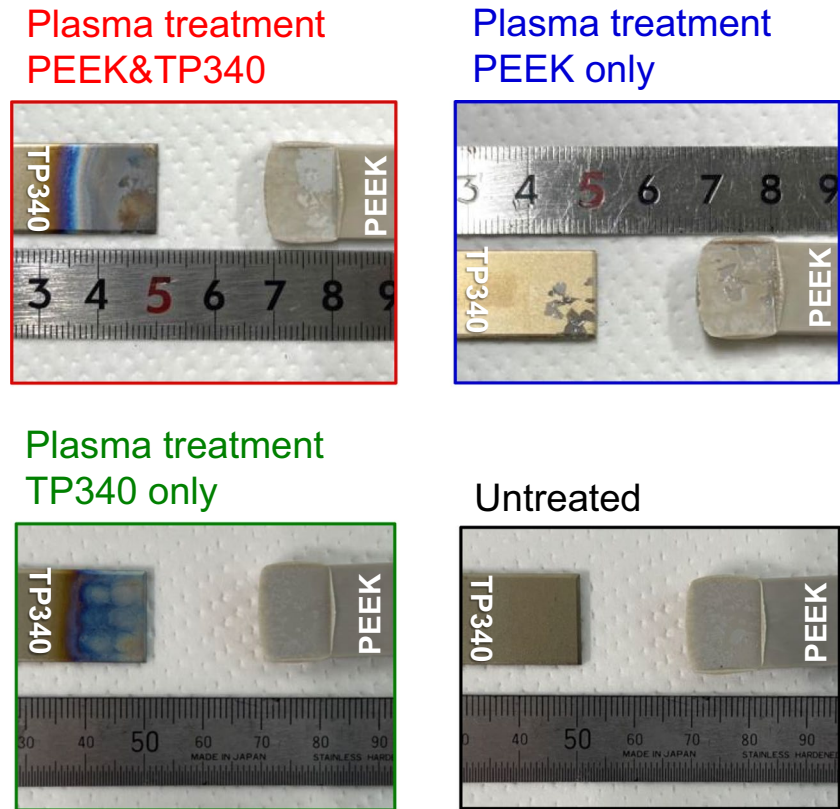 Plasma treatment
PEEK&TP340
TP340
PEEK
3 4 5 6 7 8 9
Plasma treatment
PEEK only
3 4 5 6 7 8 9
TP340
PEEK
Plasma treatment
TP340 only
TP340
PEEK
30 40 50 60 70 80 90
MADE IN JAPAN
Untreated
TP340
PEEK
40 50 60 70 80 90
MADE IN JAPAN